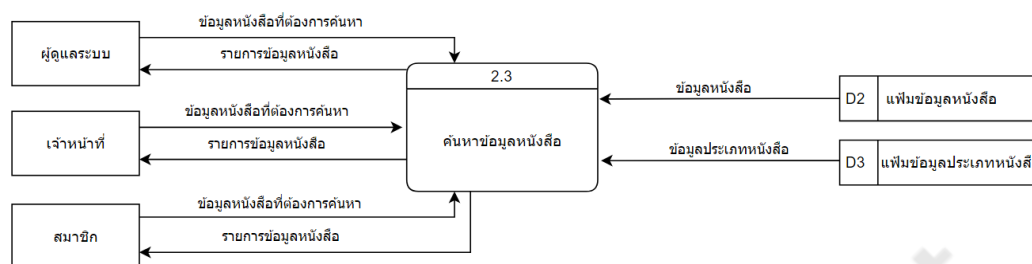 ข้อมูลหนังสือที่ต้องการค้นหา
ผู้ดูแลระบบ
รายการข้อมูลหนังสือ
2.3
ข้อมูลหนังสือ
D2 แฟ้มข้อมูลหนังสือ
ข้อมูลหนังสือที่ต้องการค้นหา
เจ้าหน้าที่
รายการข้อมูลหนังสือ
ค้นหาข้อมูลหนังสือ
ข้อมูลประเภทหนังสือ
D3 แฟ้มข้อมูลประเภทหนังสื
ข้อมูลหนังสือที่ต้องการค้นหา
สมาชิก
รายการข้อมูลหนังสือ